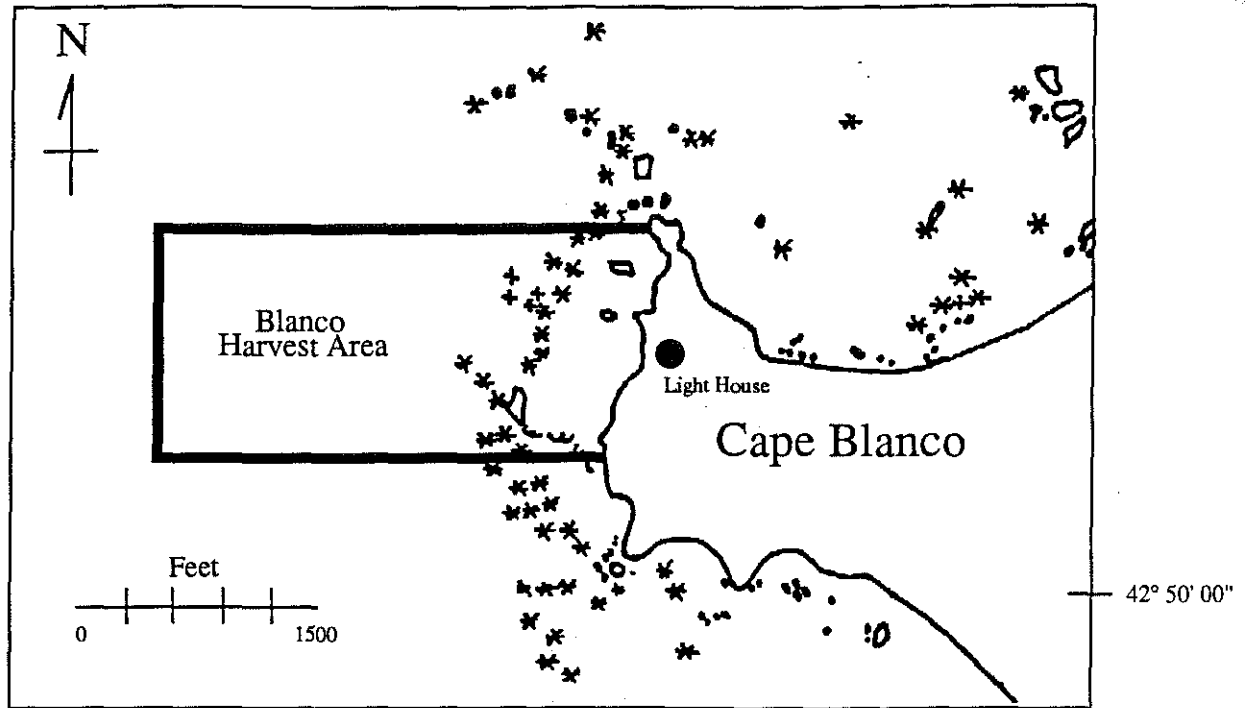 N
Blanco
Harvest Area
Light House
Cape Blanco
Feet
0 1500
42° 50' 00"